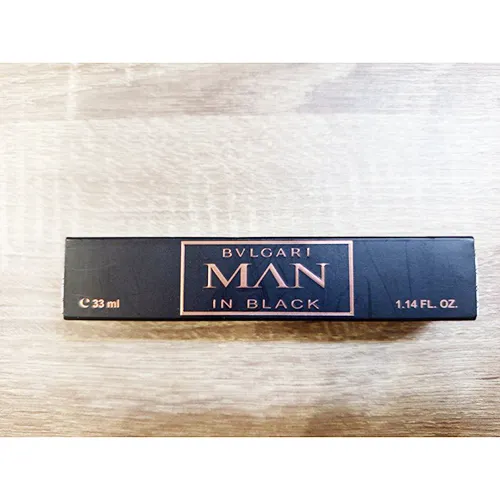 BVLGARI
MAN
IN BLACK
℮ 33 ml
1.14 FL. OZ.